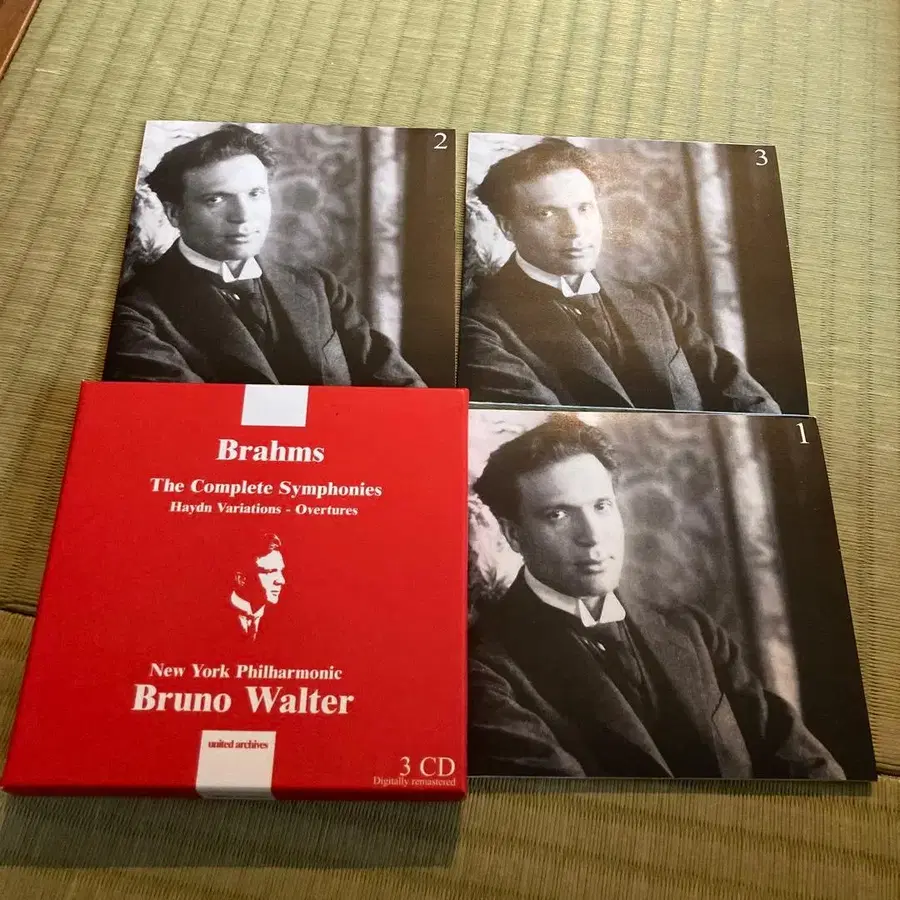 2
3
1
Brahms
The Complete Symphonies
Haydn Variations - Overtures
New York Philharmonic
Bruno Walter
united archives
3 CD
Digitally remastered